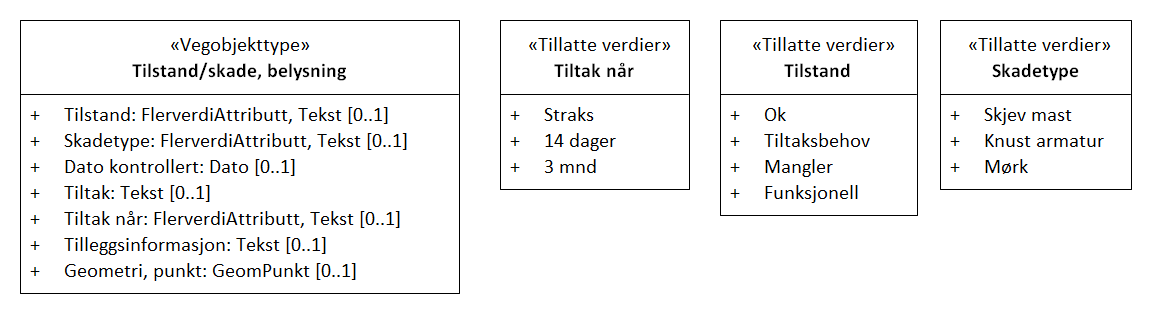 «Vegobjekttype»
Tilstand/skade, belysning
+ Tilstand: FlerverdiAttributt, Tekst [0..1]
+ Skadetype: FlerverdiAttributt, Tekst [0..1]
+ Dato kontrollert: Dato [0..1]
+ Tiltak: Tekst [0..1]
+ Tiltak når: FlerverdiAttributt, Tekst [0..1]
+ Tilleggsinformasjon: Tekst [0..1]
+ Geometri, punkt: GeomPunkt [0..1]
«Tillatte verdier»
Tiltak når
+ Straks
+ 14 dager
+ 3 mnd
«Tillatte verdier»
Tilstand
+ Ok
+ Tiltaksbehov
+ Mangler
+ Funksjonell
«Tillatte verdier»
Skadetype
+ Skjev mast
+ Knust armatur
+ Mørk